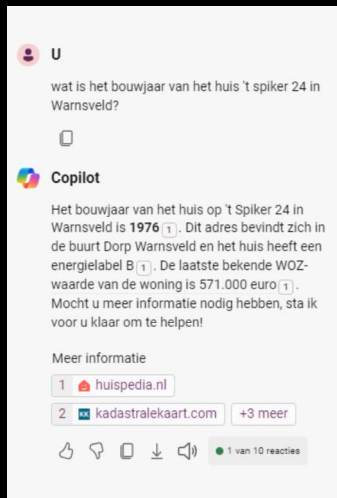 U
wat is het bouwjaar van het huis 't spiker 24 in
Warnsveld?
Copilot
Het bouwjaar van het huis op 't Spiker 24 in
Warnsveld is 1976 1. Dit adres bevindt zich in
de buurt Dorp Warnsveld en het huis heeft een
energielabel B 1. De laatste bekende WOZ-
waarde van de woning is 571.000 euro 1.
Mocht u meer informatie nodig hebben, sta ik
voor u klaar om te helpen!
Meer informatie
1 huispedia.nl
2 KK kadastralekaart.com +3 meer
1 van 10 reacties